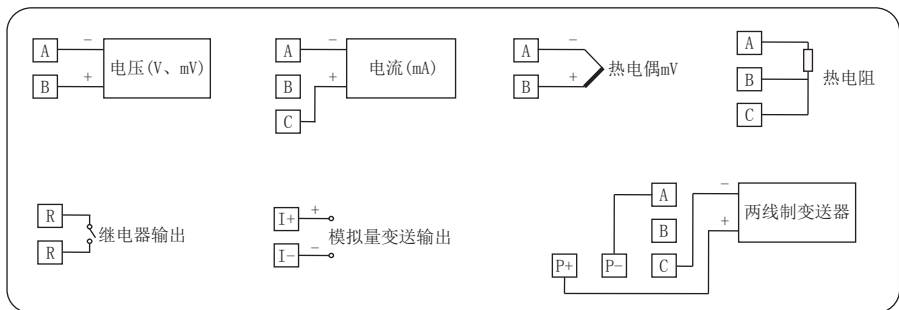 A
−
B
+
电压(V、mV)
A
−
B
+
C
电流(mA)
A
−
B
+
热电偶mV
A
B
C
热电阻
R
R
继电器输出
I+
+
I−
−
模拟量变送输出
A
B
C
P+
P−
−
+
两线制变送器